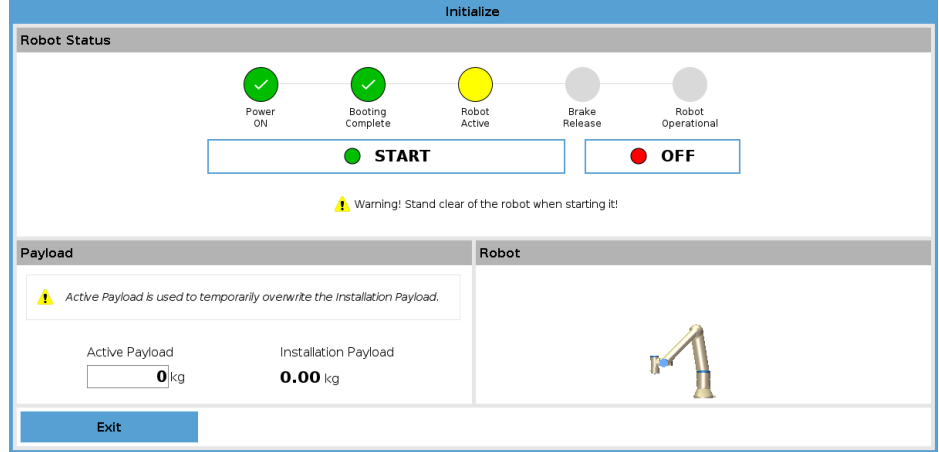 Initialize
Robot Status
Power
ON
Booting
Complete
Robot
Active
Brake
Release
Robot
Operational
START
OFF
Warning! Stand clear of the robot when starting it!
Payload
Robot
Active Payload is used to temporarily overwrite the Installation Payload.
Active Payload
Installation Payload
0 kg
0.00 kg
Exit